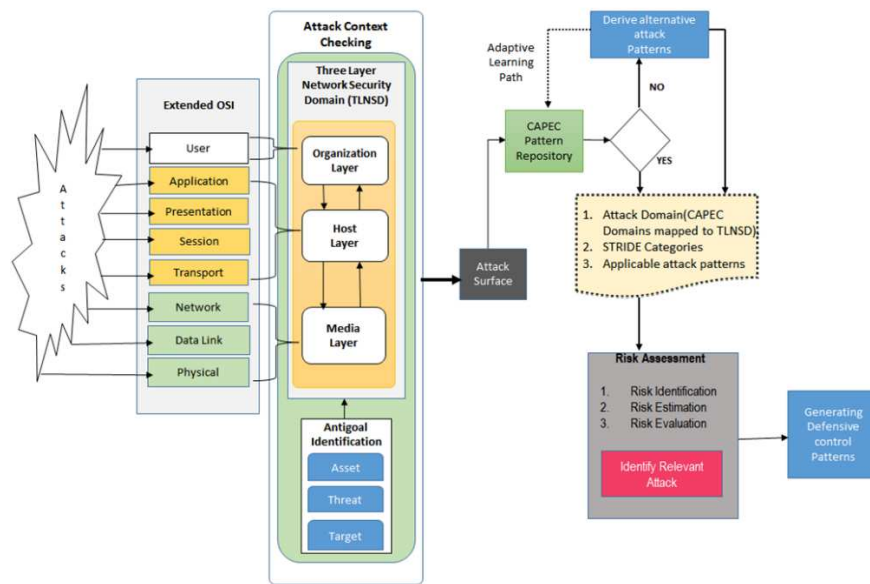 Attacks
Extended OSI
User
Application
Presentation
Session
Transport
Network
Data Link
Physical
Attack Context
Checking
Three Layer
Network Security
Domain (TLNSD)
Organization
Layer
Host
Layer
Media
Layer
Antigoal
Identification
Asset
Threat
Target
Attack
Surface
Adaptive
Learning
Path
CAPEC
Pattern
Repository
Derive alternative
attack
Patterns
NO
YES
1. Attack Domain(CAPEC
Domains mapped to TLNSD)
2. STRIDE Categories
3. Applicable attack patterns
Risk Assessment
1. Risk Identification
2. Risk Estimation
3. Risk Evaluation
Identify Relevant
Attack
Generating
Defensive
control
Patterns